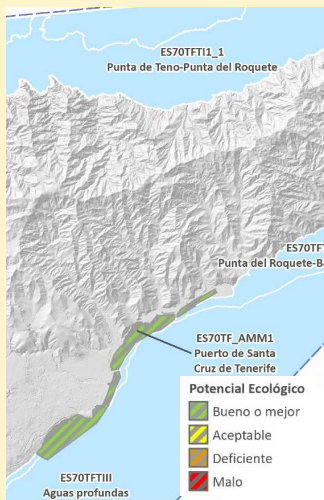 ES70TFTI1_1
Punta de Teno-Punta del Roquete
ES70TFT
Punta del Roquete-Ba
ES70TF_AMM1
Puerto de Santa
Cruz de Tenerife
Potencial Ecológico
Bueno o mejor
Aceptable
Deficiente
Malo
ES70TFTIII
Aguas profundas